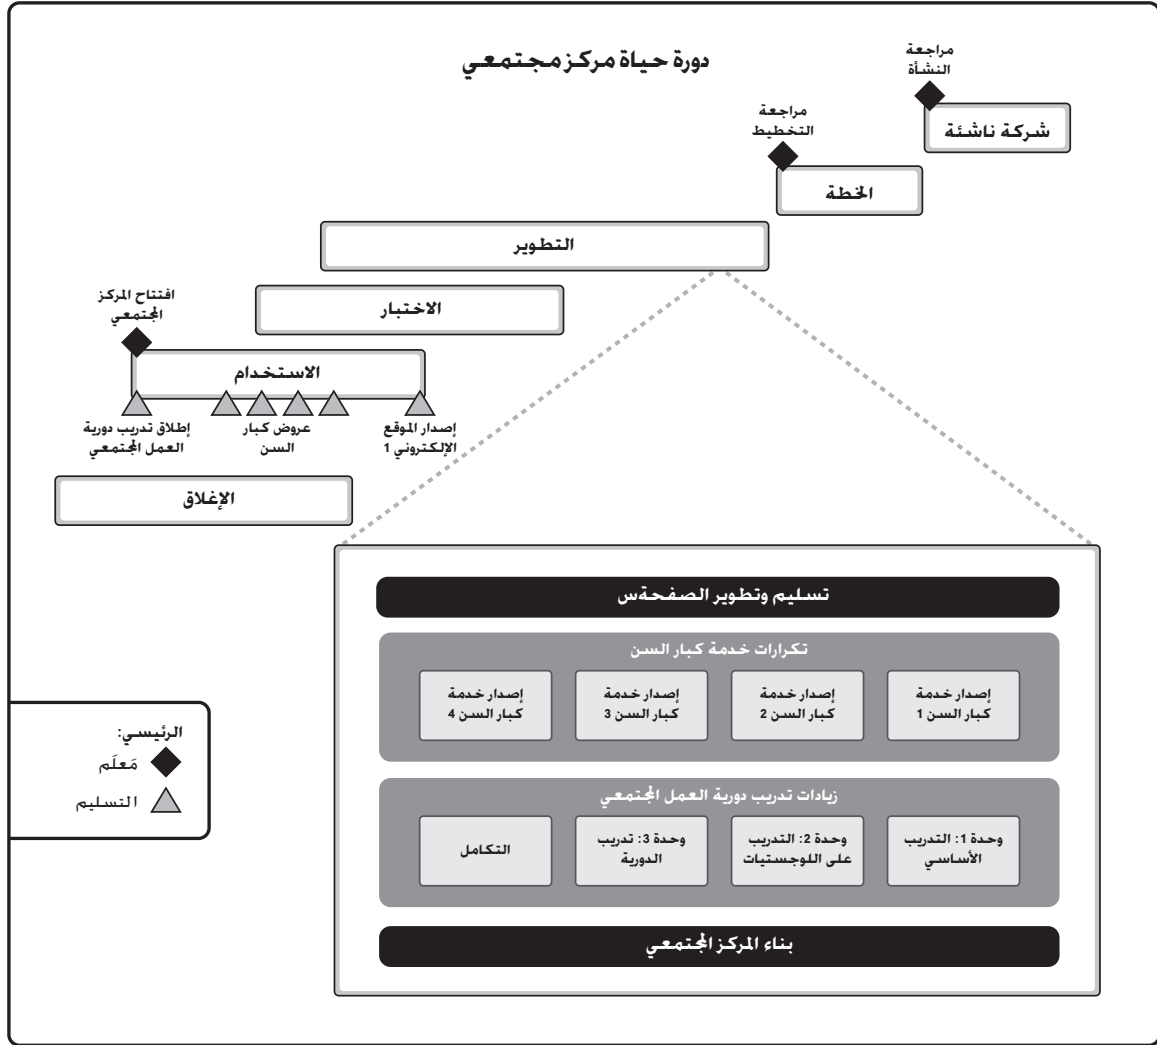 دورة حياة مركز مجتمعي
مراجعة
النشأة
شركة ناشئة
مراجعة
التخطيط
الخطة
التطوير
الاختبار
افتتاح المركز
المجتمعي
الاستخدام
إصدار الموقع
الإلكتروني 1
عروض كبار
السن
إطلاق تدريب دورية
العمل المجتمعي
الإغلاق
تسليم وتطوير الصفحةس
تكرارات خدمة كبار السن
إصدار خدمة
كبار السن 1
إصدار خدمة
كبار السن 2
إصدار خدمة
كبار السن 3
إصدار خدمة
كبار السن 4
زيادات تدريب دورية العمل المجتمعي
وحدة 1: التدريب
الأساسي
وحدة 2: التدريب
على اللوجستيات
وحدة 3: تدريب
الدورية
التكامل
بناء المركز المجتمعي
الرئيسي:
مَعلَم
التسليم